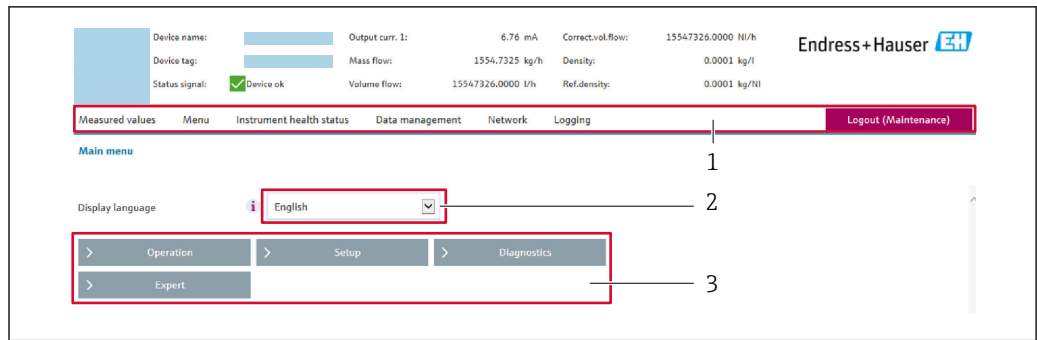 Device name: Output curr. 1: 6.76 mA Correct.vol.flow: 15547326.0000 Nl/h
Endress+Hauser EH
Device tag: Mass flow: 1554.7325 kg/h Density: 0.0001 kg/l
Status signal: Device ok Volume flow: 15547326.0000 l/h Ref.density: 0.0001 kg/Nl
Measured values Menu Instrument health status Data management Network Logging Logout (Maintenance)
1
Main menu
Display language i English 2
> Operation > Setup > Diagnostics
> Expert 3